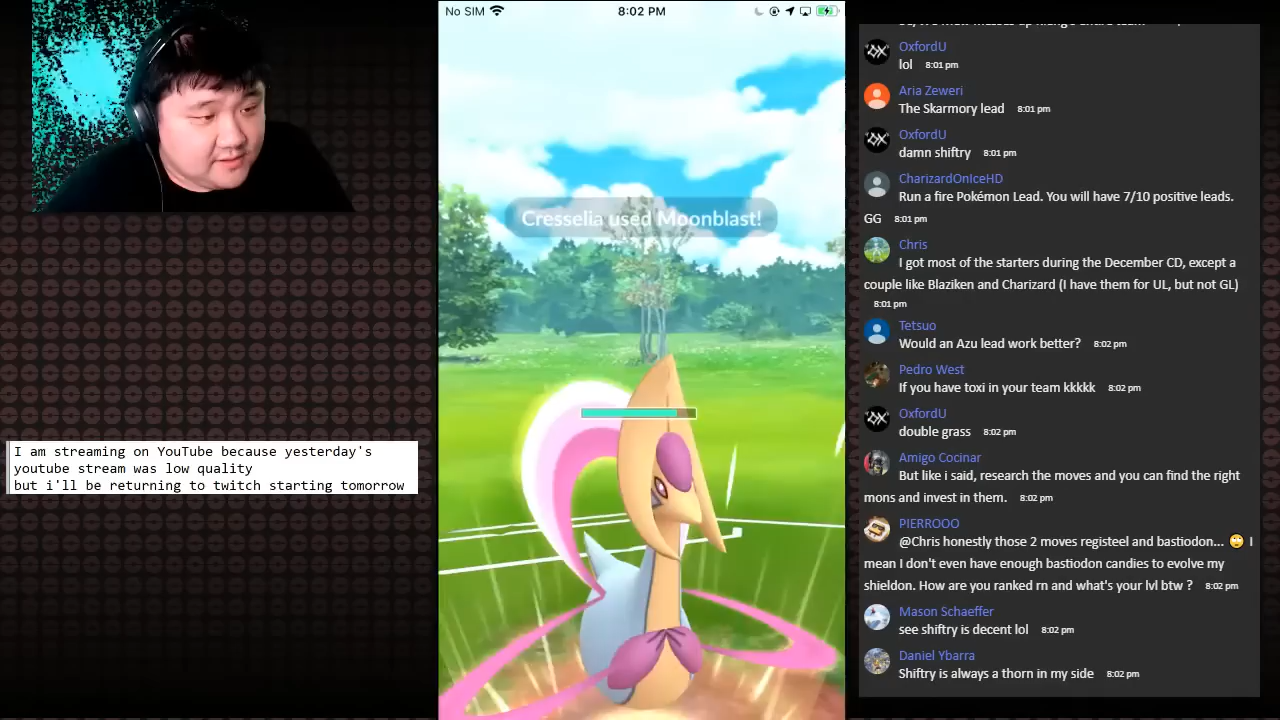 No SIM
8:02 PM
Cresselia used Moonblast!
I am streaming on YouTube because yesterday's
youtube stream was low quality
but i'll be returning to twitch starting tomorrow
OxfordU
lol 8:01 pm
Aria Zeweri
The Skarmory lead 8:01 pm
OxfordU
damn shiftry 8:01 pm
CharizardOnIceHD
Run a fire Pokémon Lead. You will have 7/10 positive leads.
GG 8:01 pm
Chris
I got most of the starters during the December CD, except a
couple like Blaziken and Charizard (I have them for UL, but not GL)
8:01 pm
Tetsuo
Would an Azu lead work better? 8:02 pm
Pedro West
If you have toxi in your team kkkkk 8:02 pm
OxfordU
double grass 8:02 pm
Amigo Cocinar
But like i said, research the moves and you can find the right
mons and invest in them. 8:02 pm
PIERROOO
@Chris honestly those 2 moves registeel and bastiodon... 🙄 I
mean I don't even have enough bastiodon candies to evolve my
shieldon. How are you ranked rn and what's your lvl btw ? 8:02 pm
Mason Schaeffer
see shiftry is decent lol 8:02 pm
Daniel Ybarra
Shiftry is always a thorn in my side 8:02 pm